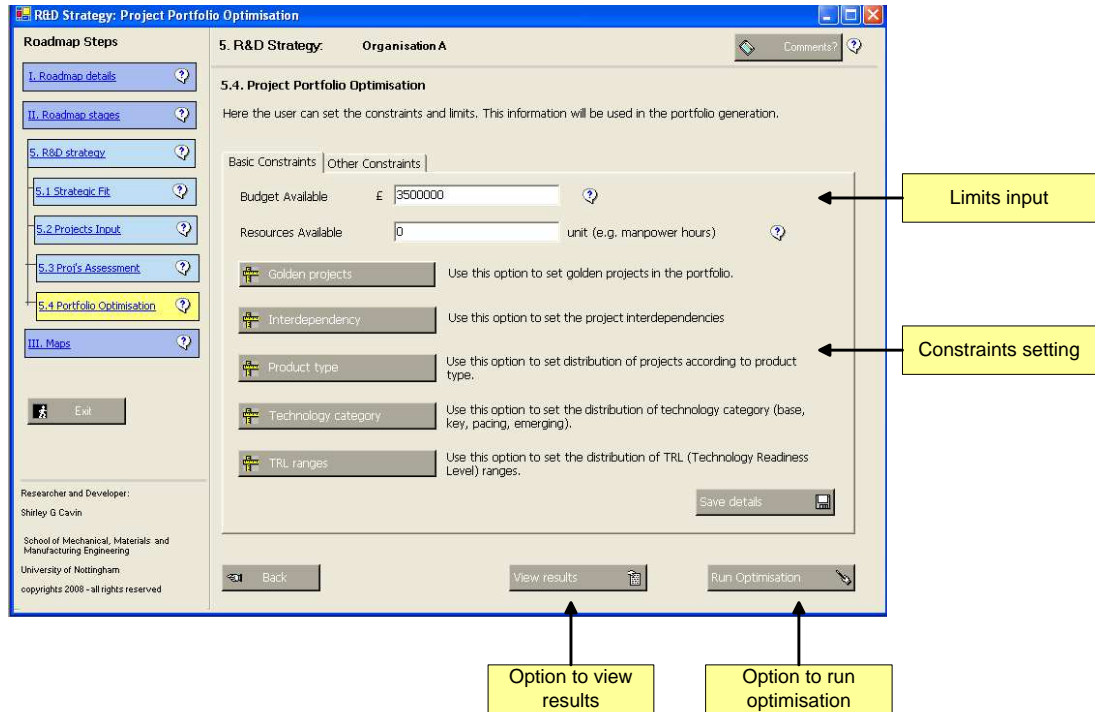 R&D Strategy: Project Portfolio Optimisation
Roadmap Steps
I. Roadmap details
II. Roadmap stages
5. R&D strategy
5.1 Strategic Fit
5.2 Projects Input
5.3 Proj's Assessment
5.4 Portfolio Optimisation
III. Maps
Exit
Researcher and Developer:
Shirley G Cavin
School of Mechanical, Materials and
Manufacturing Engineering
University of Nottingham
copyrights 2008 - all rights reserved
5. R&D Strategy: Organisation A
Comments?
5.4. Project Portfolio Optimisation
Here the user can set the constraints and limits. This information will be used in the portfolio generation.
Basic Constraints Other Constraints
Budget Available £ 3500000
Resources Available 0 unit (e.g. manpower hours)
Golden projects Use this option to set golden projects in the portfolio.
Interdependency Use this option to set the project interdependencies
Product type Use this option to set distribution of projects according to product
type.
Technology category Use this option to set the distribution of technology category (base,
key, pacing, emerging).
TRL ranges Use this option to set the distribution of TRL (Technology Readiness
Level) ranges.
Save details
Back View results Run Optimisation
Limits input
Constraints setting
Option to view
results
Option to run
optimisation